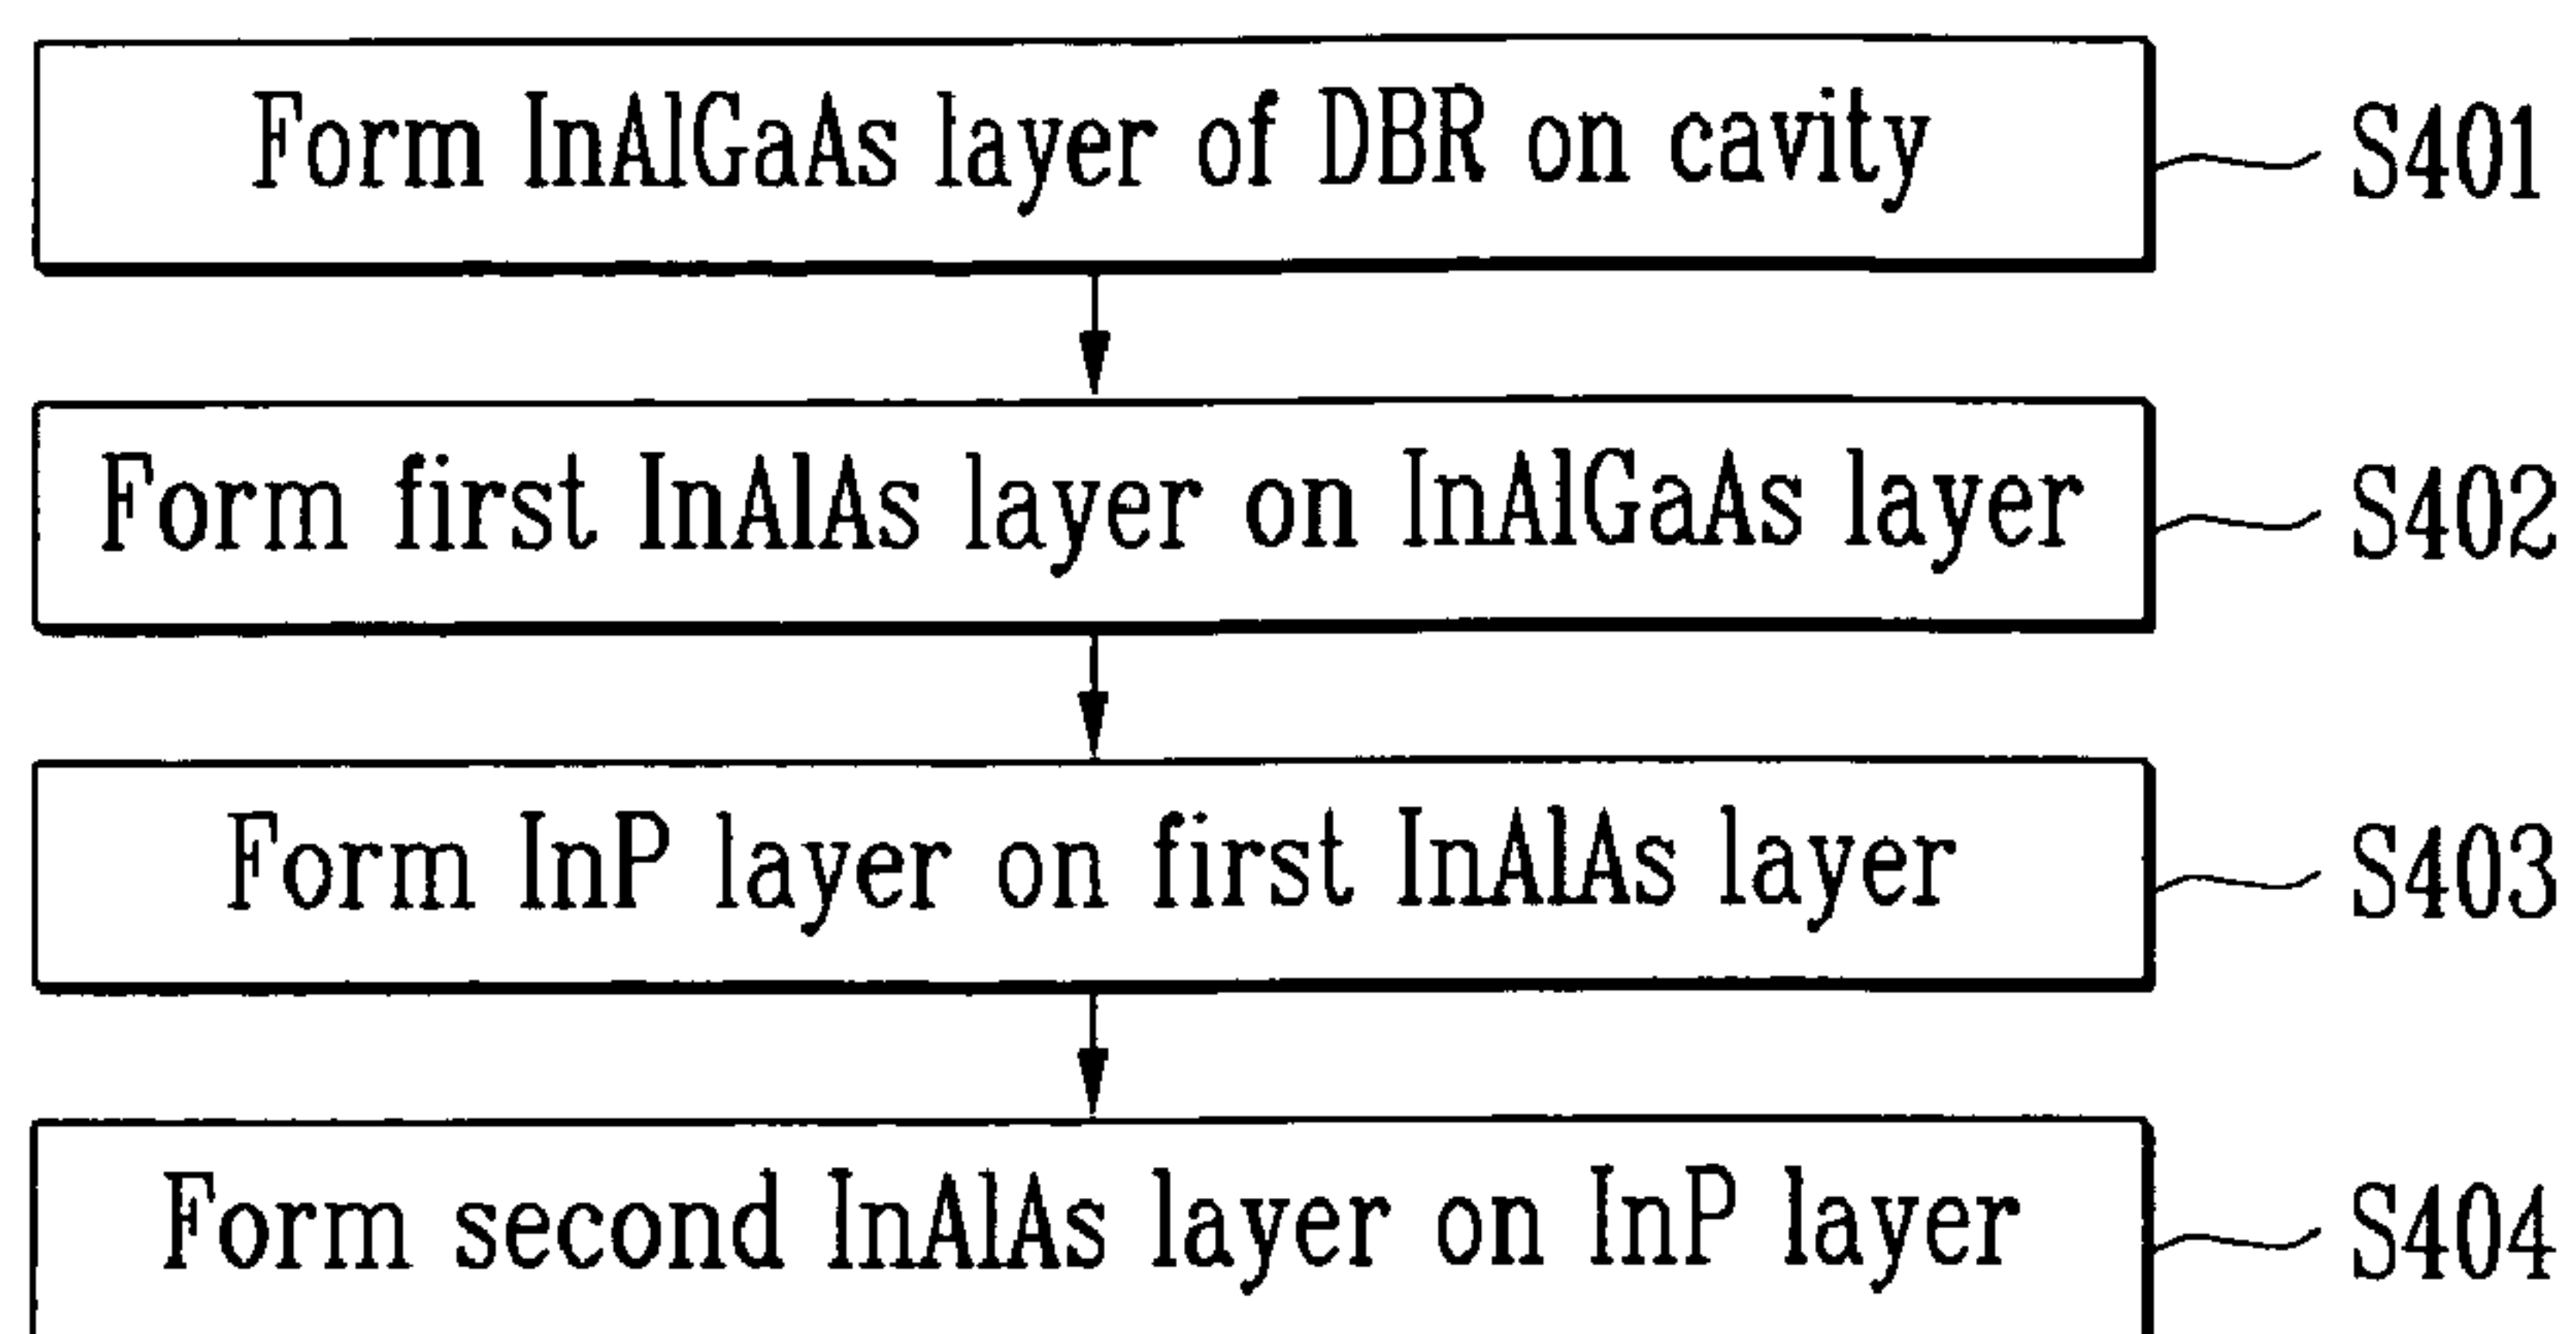 Form InAlGaAs layer of DBR on cavity S401
Form first InAlAs layer on InAlGaAs layer S402
Form InP layer on first InAlAs layer S403
Form second InAlAs layer on InP layer S404